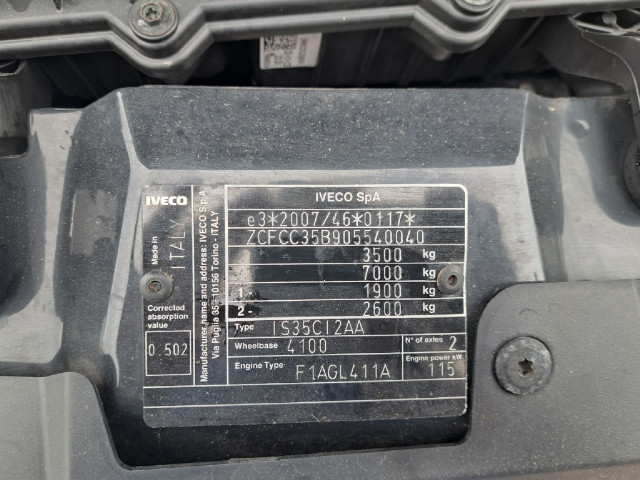 IVECO
IVECO SpA
Made in ITALY
Manufacturer name and address: IVECO S.p.A
Via Puglia 35 - 10156 Torino - ITALY
e3*2007/46*0117*
ZCFCC35B905540040
3500 kg
7000 kg
1 - 1900 kg
2 - 2600 kg
Corrected absorption value
0.502
Type IS35CI2AA
Wheelbase 4100
N° of axles 2
Engine Type F1AGL411A
Engine power kW 115